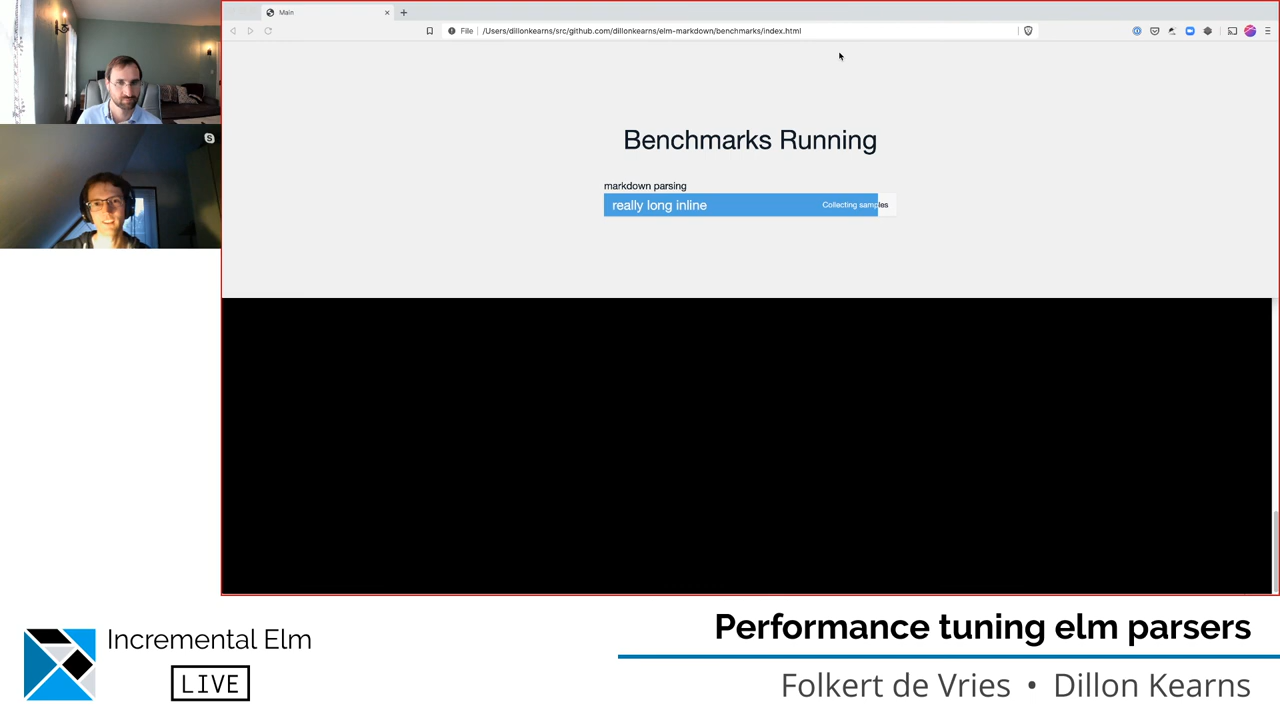 Main
File
/Users/dillonkearns/src/github.com/dillonkearns/elm-markdown/benchmarks/index.html
Benchmarks Running
markdown parsing
really long inline
Collecting samples
Incremental Elm
LIVE
Performance tuning elm parsers
Folkert de Vries • Dillon Kearns